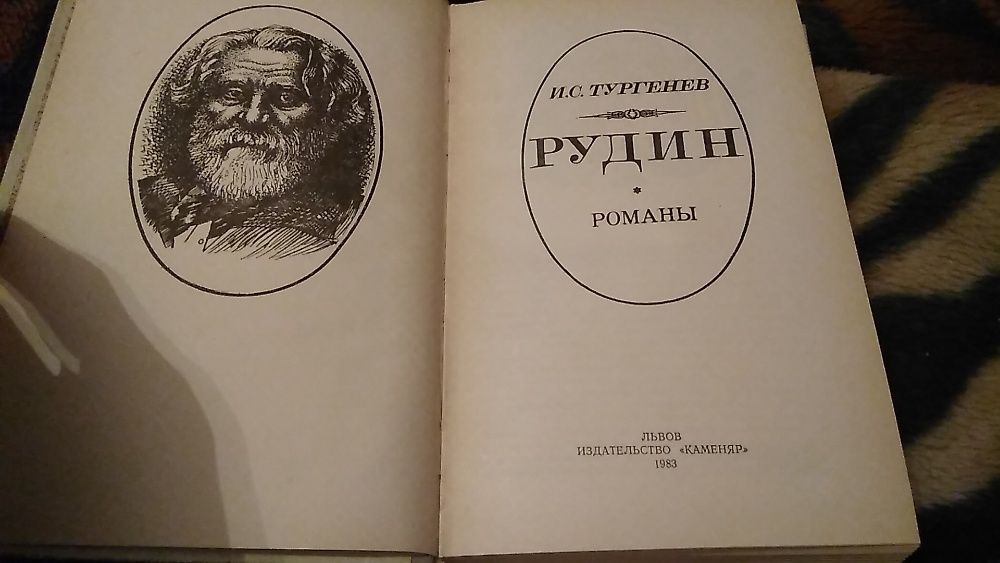 И.С. ТУРГЕНЕВ
РУДИН
*
РОМАНЫ
ЛЬВОВ
ИЗДАТЕЛЬСТВО «КАМЕНЯР»
1983